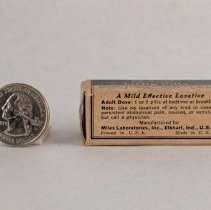 A Mild Effective Laxative
Adult Dose: 1 or 2 pills at bedtime or breakfast
Note: Use no laxatives of any kind in case
persistent abdominal pain, nausea, or vomiting
but call a physician.
Manufactured for
Miles Laboratories, Inc., Elkhart, Ind., U.S.
Printed in U. S. A. Made in U. S.